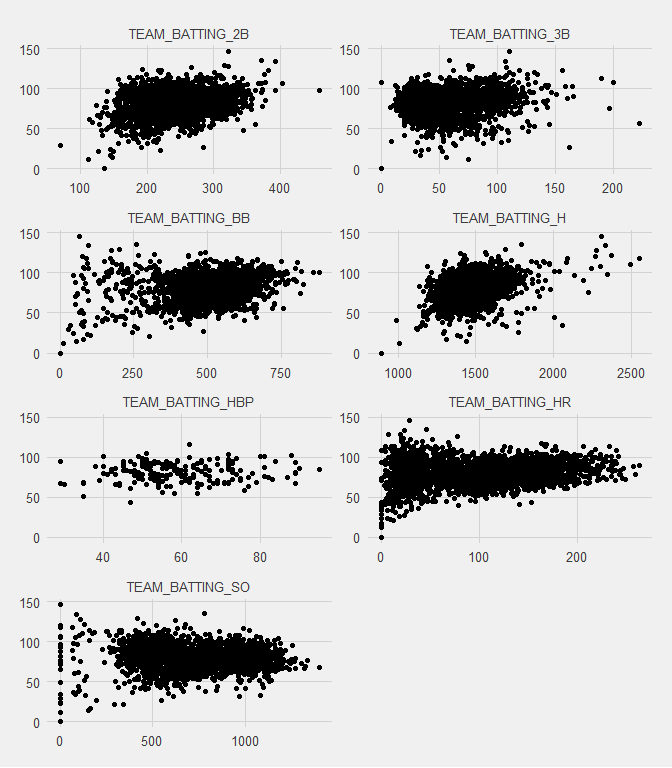 TEAM_BATTING_2B
TEAM_BATTING_3B
150
100
50
0
150
100
50
0
100 200 300 400
0 50 100 150 200
TEAM_BATTING_BB
TEAM_BATTING_H
150
100
50
0
150
100
50
0
0 250 500 750
1000 1500 2000 2500
TEAM_BATTING_HBP
TEAM_BATTING_HR
150
100
50
0
150
100
50
0
40 60 80
0 100 200
TEAM_BATTING_SO
150
100
50
0
0 500 1000